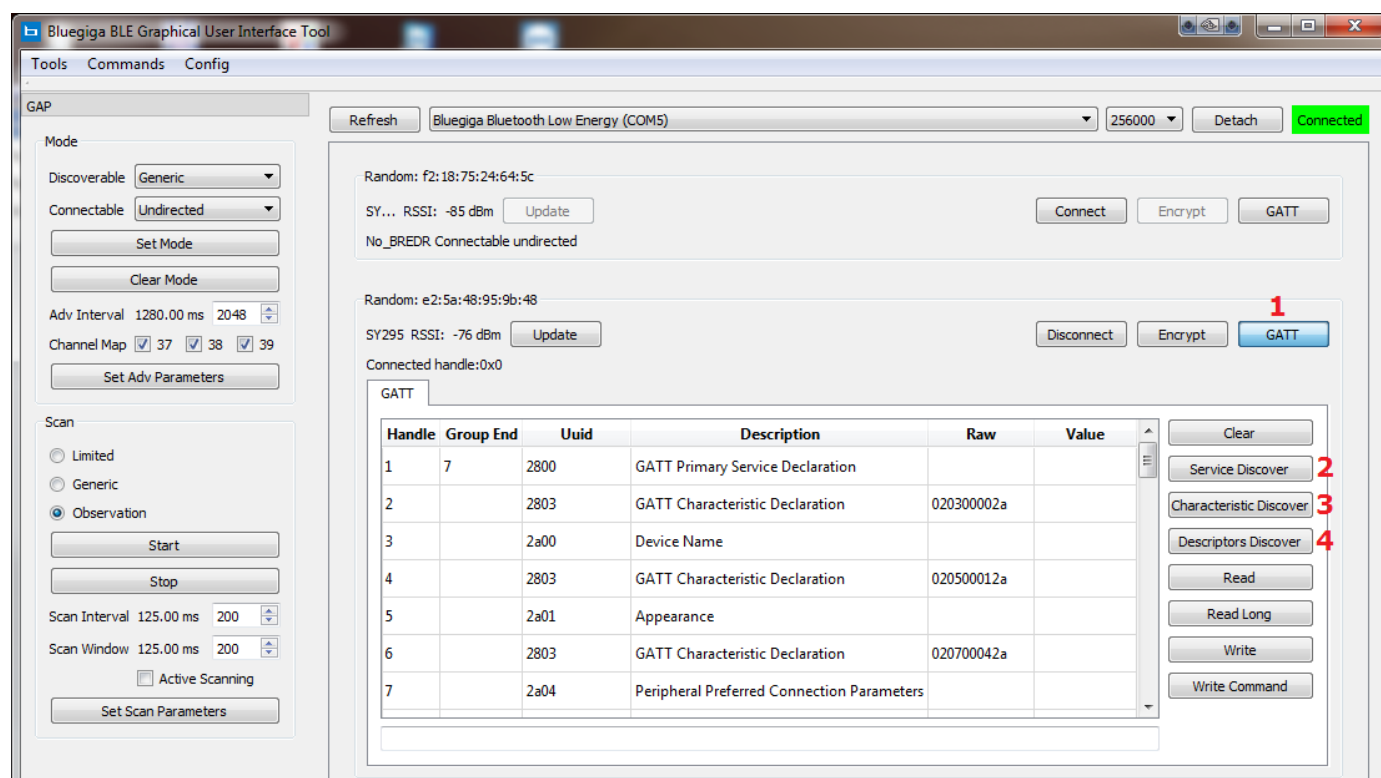 Bluegiga BLE Graphical User Interface Tool
Tools Commands Config
GAP
Mode
Discoverable Generic
Connectable Undirected
Set Mode
Clear Mode
Adv Interval 1280.00 ms 2048
Channel Map 37 38 39
Set Adv Parameters
Scan
Limited
Generic
Observation
Start
Stop
Scan Interval 125.00 ms 200
Scan Window 125.00 ms 200
Active Scanning
Set Scan Parameters
Refresh Bluegiga Bluetooth Low Energy (COM5) 256000 Detach Connected
Random: f2:18:75:24:64:5c
SY... RSSI: -85 dBm Update Connect Encrypt GATT
No_BREDR Connectable undirected
Random: e2:5a:48:95:9b:48
1
SY295 RSSI: -76 dBm Update Disconnect Encrypt GATT
Connected handle:0x0
GATT
Handle Group End Uuid Description Raw Value
1 7 2800 GATT Primary Service Declaration
2 2803 GATT Characteristic Declaration 020300002a
3 2a00 Device Name
4 2803 GATT Characteristic Declaration 020500012a
5 2a01 Appearance
6 2803 GATT Characteristic Declaration 020700042a
7 2a04 Peripheral Preferred Connection Parameters
Clear
Service Discover 2
Characteristic Discover 3
Descriptors Discover 4
Read
Read Long
Write
Write Command